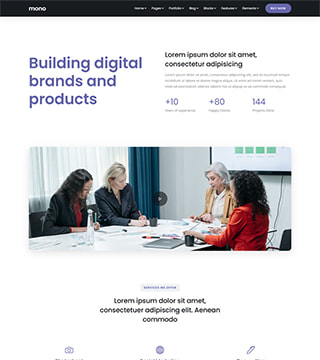 mono
Home Pages Portfolio Blog Blocks Features Elements BUY NOW
Building digital
brands and
products
Lorem ipsum dolor sit amet,
consectetur adipisicing
+10 +80 144
Years of experience Happy Clients Projects Done
SERVICES WE OFFER
Lorem ipsum dolor sit amet,
consectetuer adipiscing elit. Aenean
commodo